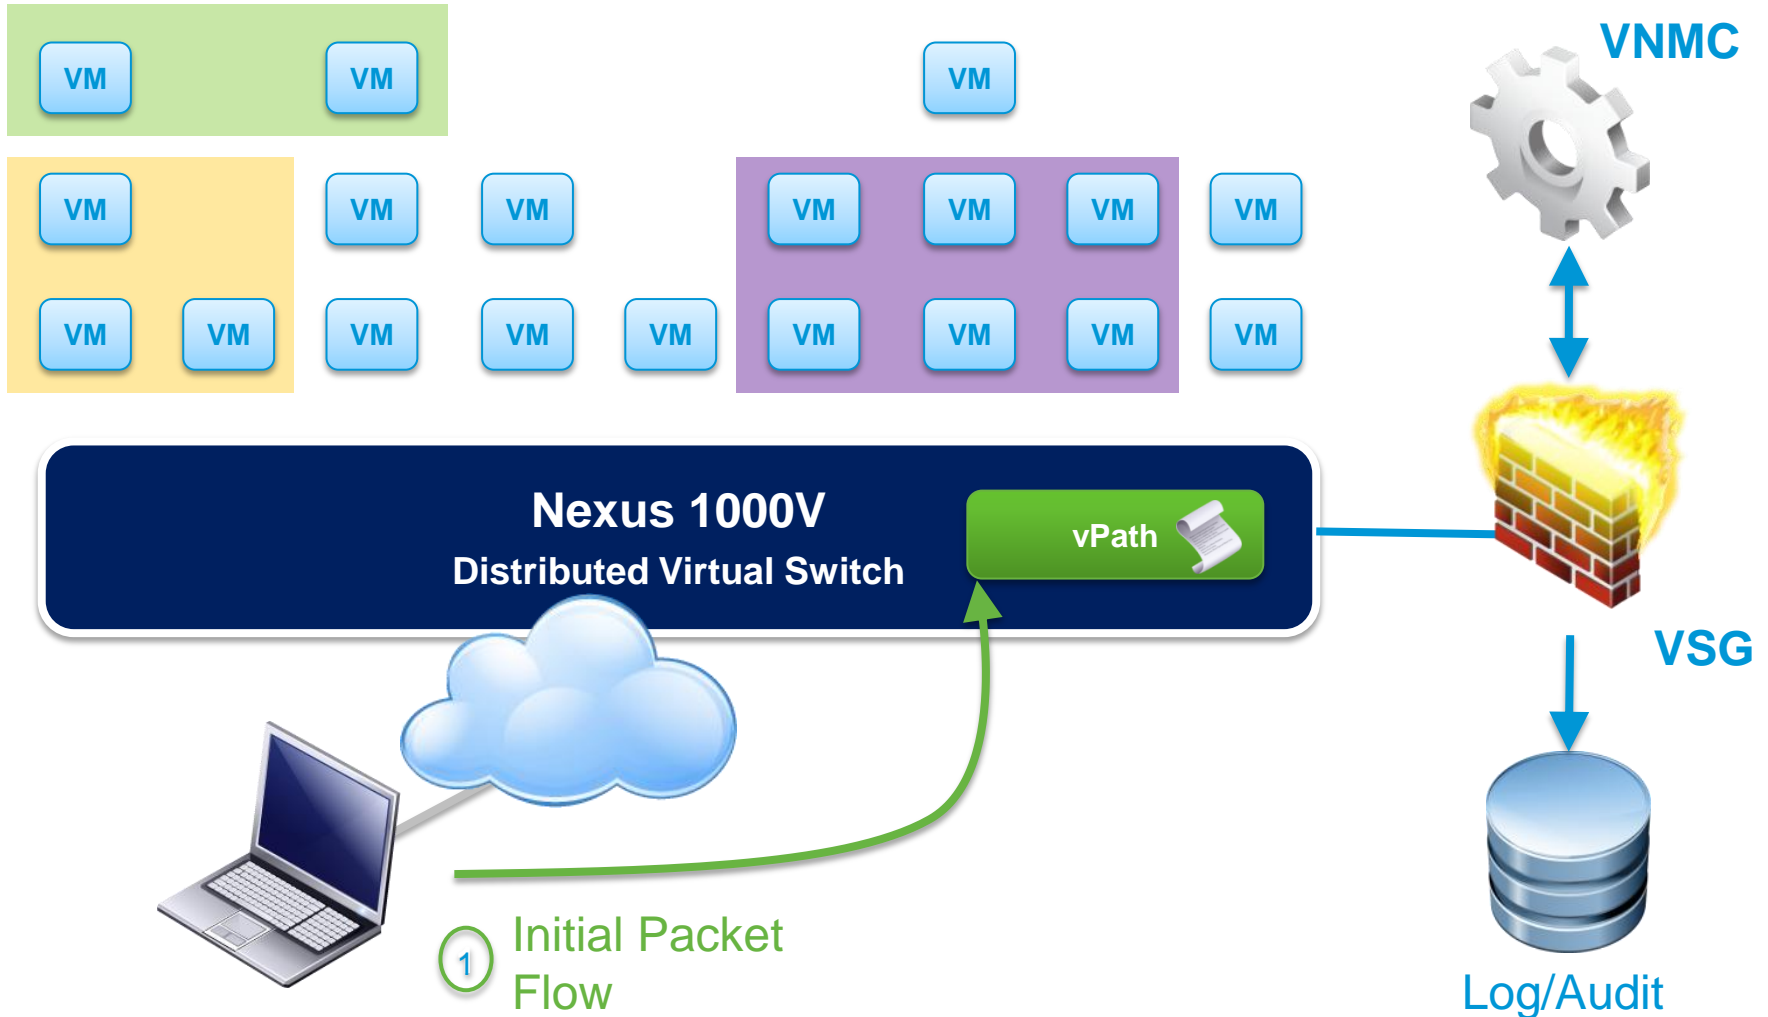 VNMC
VM VM VM
VM VM VM VM VM VM VM
VM VM VM VM VM VM VM VM VM
Nexus 1000V
Distributed Virtual Switch
vPath
VSG
1
Initial Packet
Flow
Log/Audit